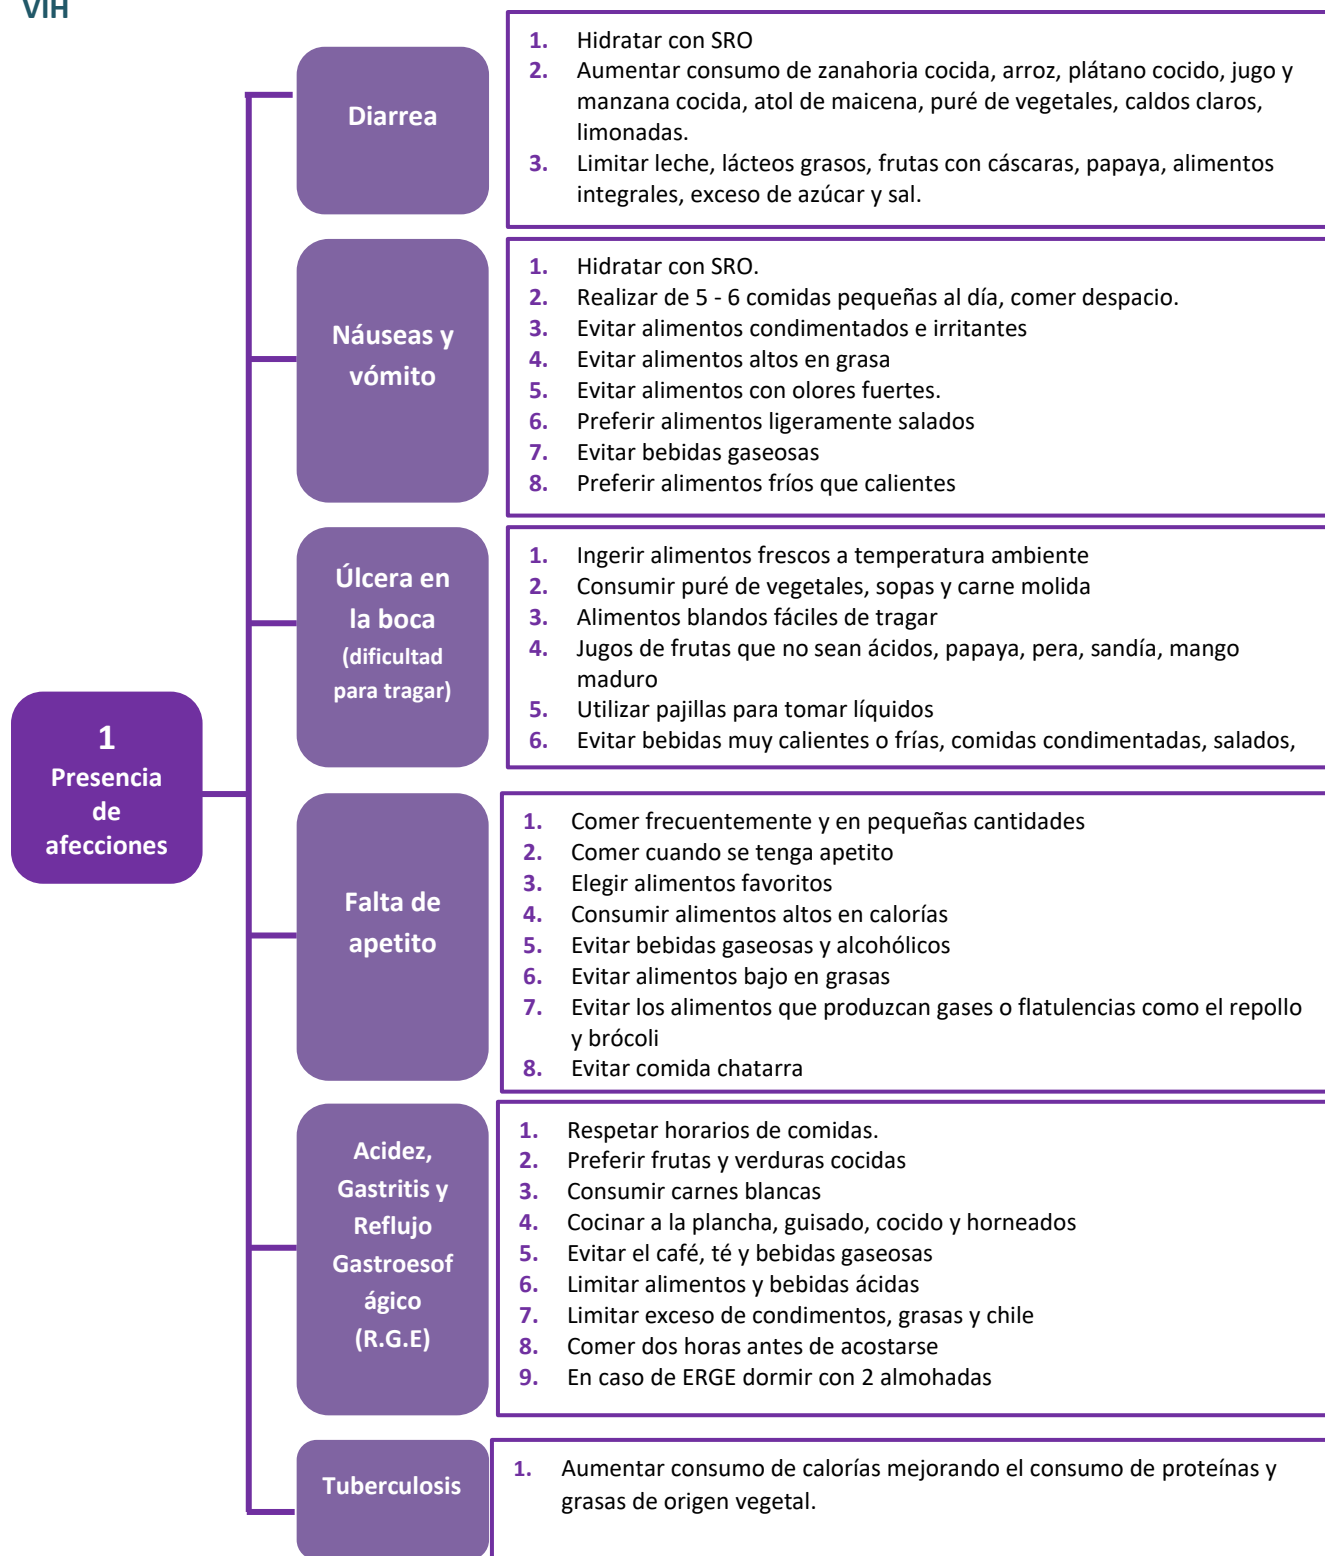 VIH
Diarrea
1. Hidratar con SRO
2. Aumentar consumo de zanahoria cocida, arroz, plátano cocido, jugo y
manzana cocida, atol de maicena, puré de vegetales, caldos claros,
limonadas.
3. Limitar leche, lácteos grasos, frutas con cáscaras, papaya, alimentos
integrales, exceso de azúcar y sal.
Náuseas y
vómito
1. Hidratar con SRO.
2. Realizar de 5 - 6 comidas pequeñas al día, comer despacio.
3. Evitar alimentos condimentados e irritantes
4. Evitar alimentos altos en grasa
5. Evitar alimentos con olores fuertes.
6. Preferir alimentos ligeramente salados
7. Evitar bebidas gaseosas
8. Preferir alimentos fríos que calientes
Úlcera en
la boca
(dificultad
para tragar)
1. Ingerir alimentos frescos a temperatura ambiente
2. Consumir puré de vegetales, sopas y carne molida
3. Alimentos blandos fáciles de tragar
4. Jugos de frutas que no sean ácidos, papaya, pera, sandía, mango
maduro
5. Utilizar pajillas para tomar líquidos
6. Evitar bebidas muy calientes o frías, comidas condimentadas, salados,
1
Presencia
de
afecciones
Falta de
apetito
1. Comer frecuentemente y en pequeñas cantidades
2. Comer cuando se tenga apetito
3. Elegir alimentos favoritos
4. Consumir alimentos altos en calorías
5. Evitar bebidas gaseosas y alcohólicos
6. Evitar alimentos bajo en grasas
7. Evitar los alimentos que produzcan gases o flatulencias como el repollo
y brócoli
8. Evitar comida chatarra
Acidez,
Gastritis y
Reflujo
Gastroesof
ágico
(R.G.E)
1. Respetar horarios de comidas.
2. Preferir frutas y verduras cocidas
3. Consumir carnes blancas
4. Cocinar a la plancha, guisado, cocido y horneados
5. Evitar el café, té y bebidas gaseosas
6. Limitar alimentos y bebidas ácidas
7. Limitar exceso de condimentos, grasas y chile
8. Comer dos horas antes de acostarse
9. En caso de ERGE dormir con 2 almohadas
Tuberculosis
1. Aumentar consumo de calorías mejorando el consumo de proteínas y
grasas de origen vegetal.